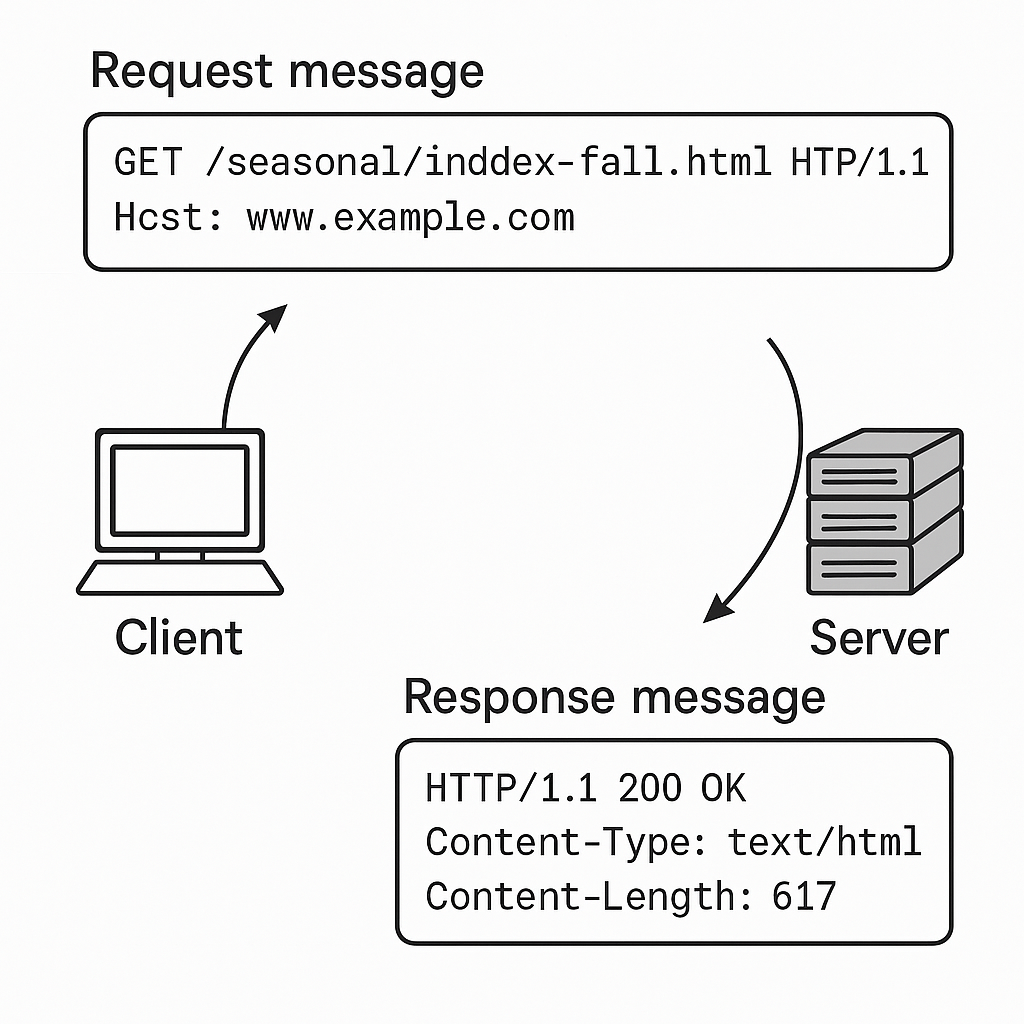 Request message
GET /seasonal/inddex-fall.html HTP/1.1
Hcst: www.example.com
Client
Server
Response message
HTTP/1.1 200 OK
Content-Type: text/html
Content-Length: 617